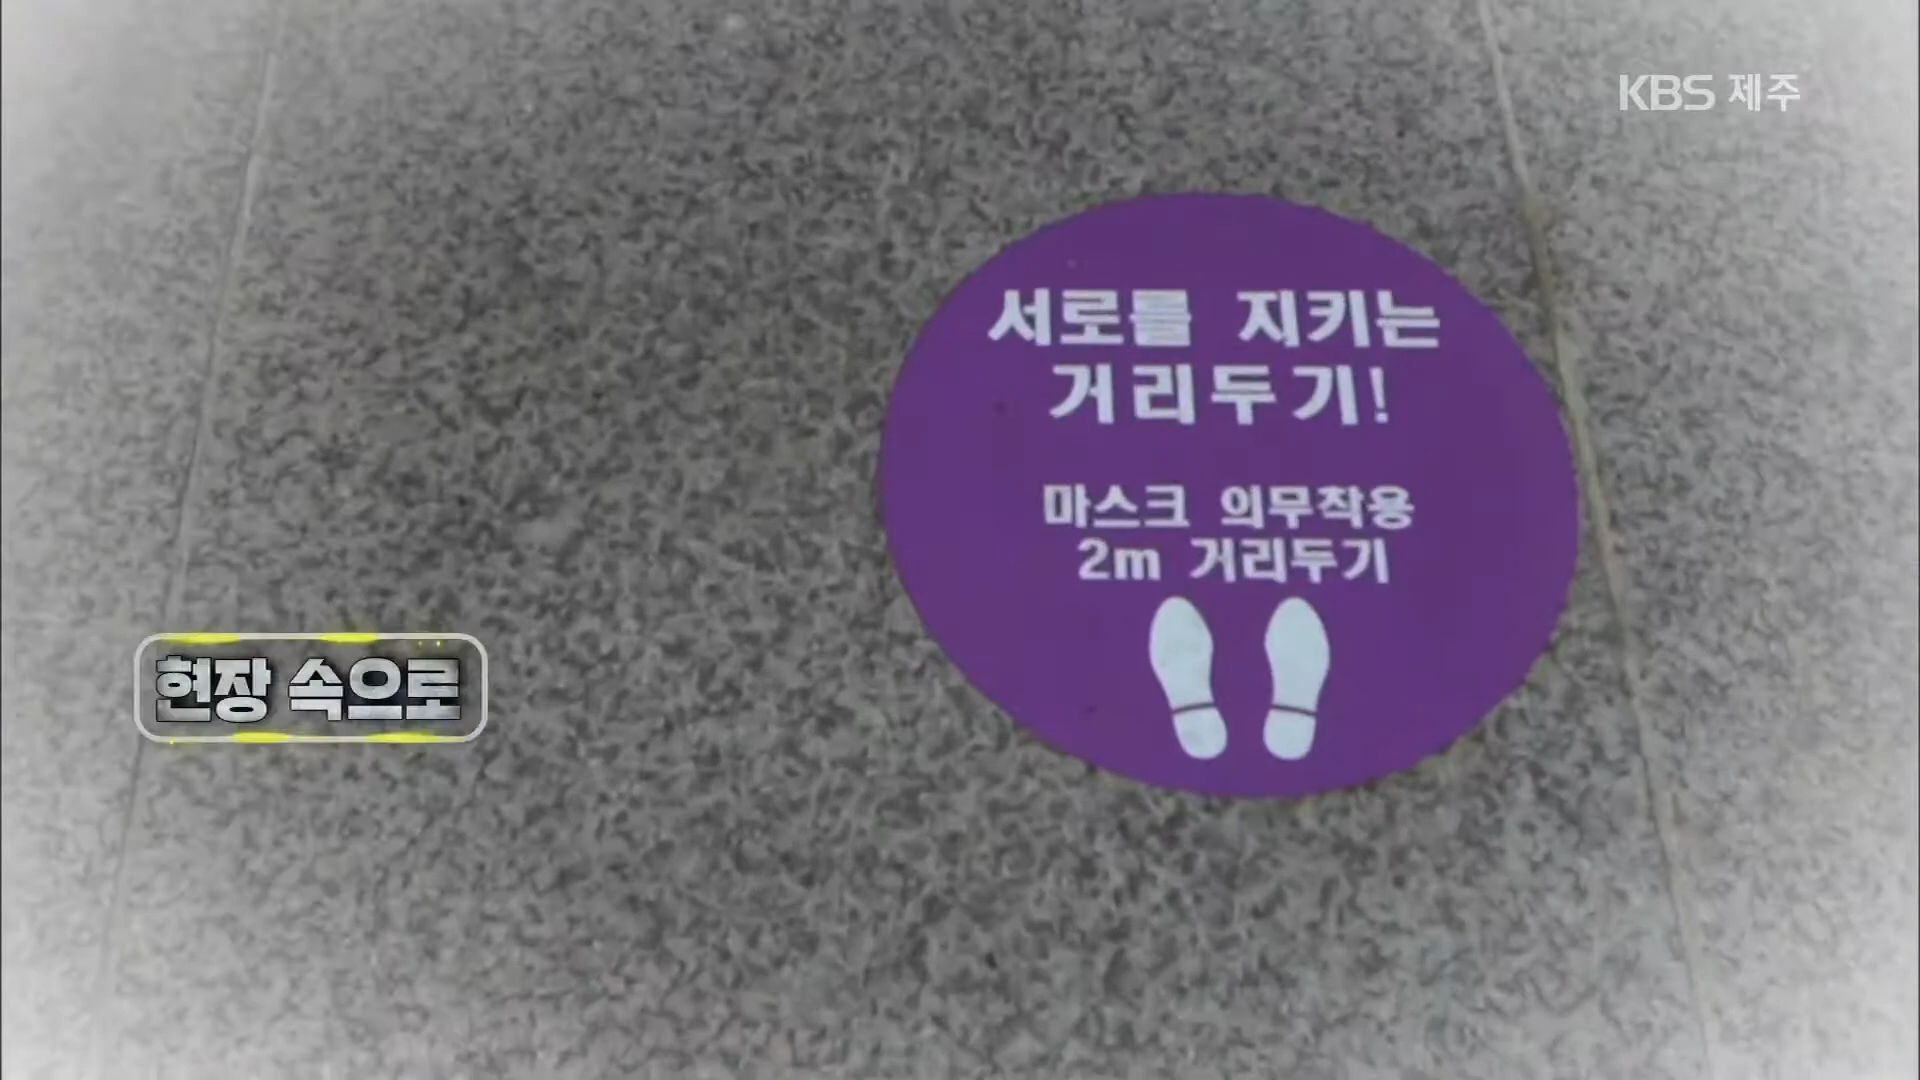 KBS 제주
서로를 지키는
거리두기!
마스크 의무착용
2m 거리두기
현장 속으로